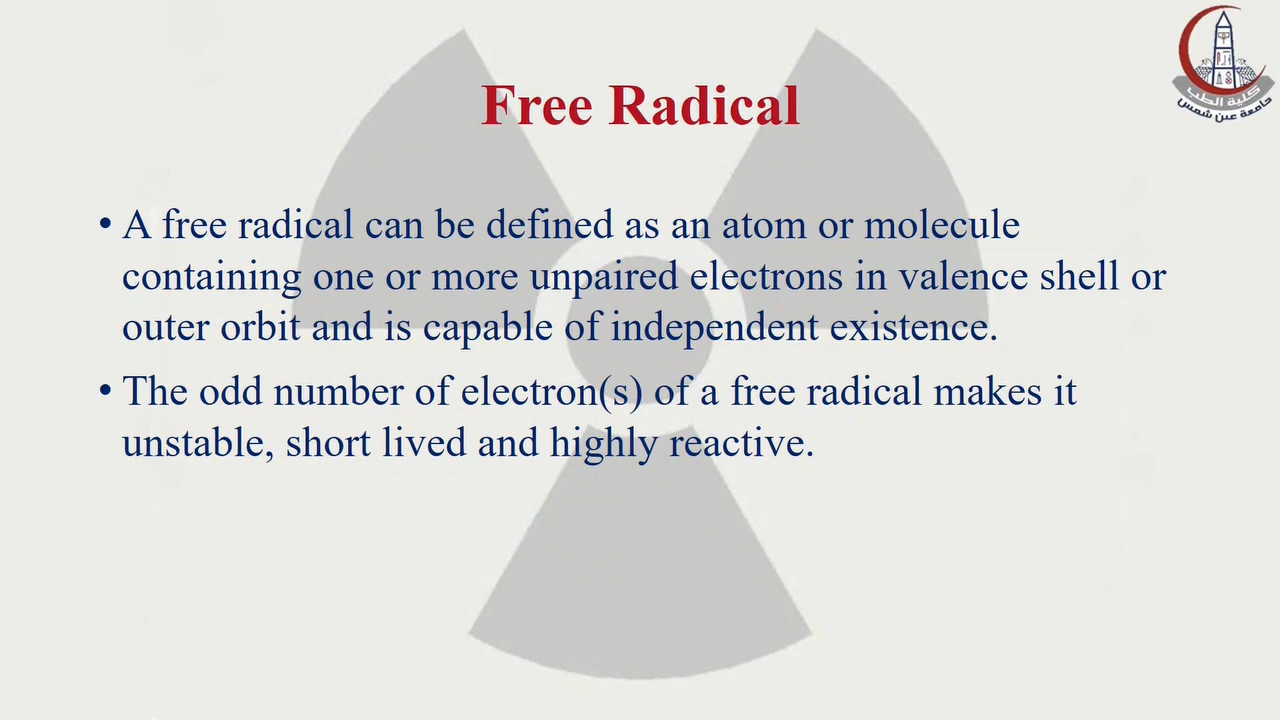 Free Radical
• A free radical can be defined as an atom or molecule
containing one or more unpaired electrons in valence shell or
outer orbit and is capable of independent existence.
• The odd number of electron(s) of a free radical makes it
unstable, short lived and highly reactive.
كلية الطب
جامعة عين شمس